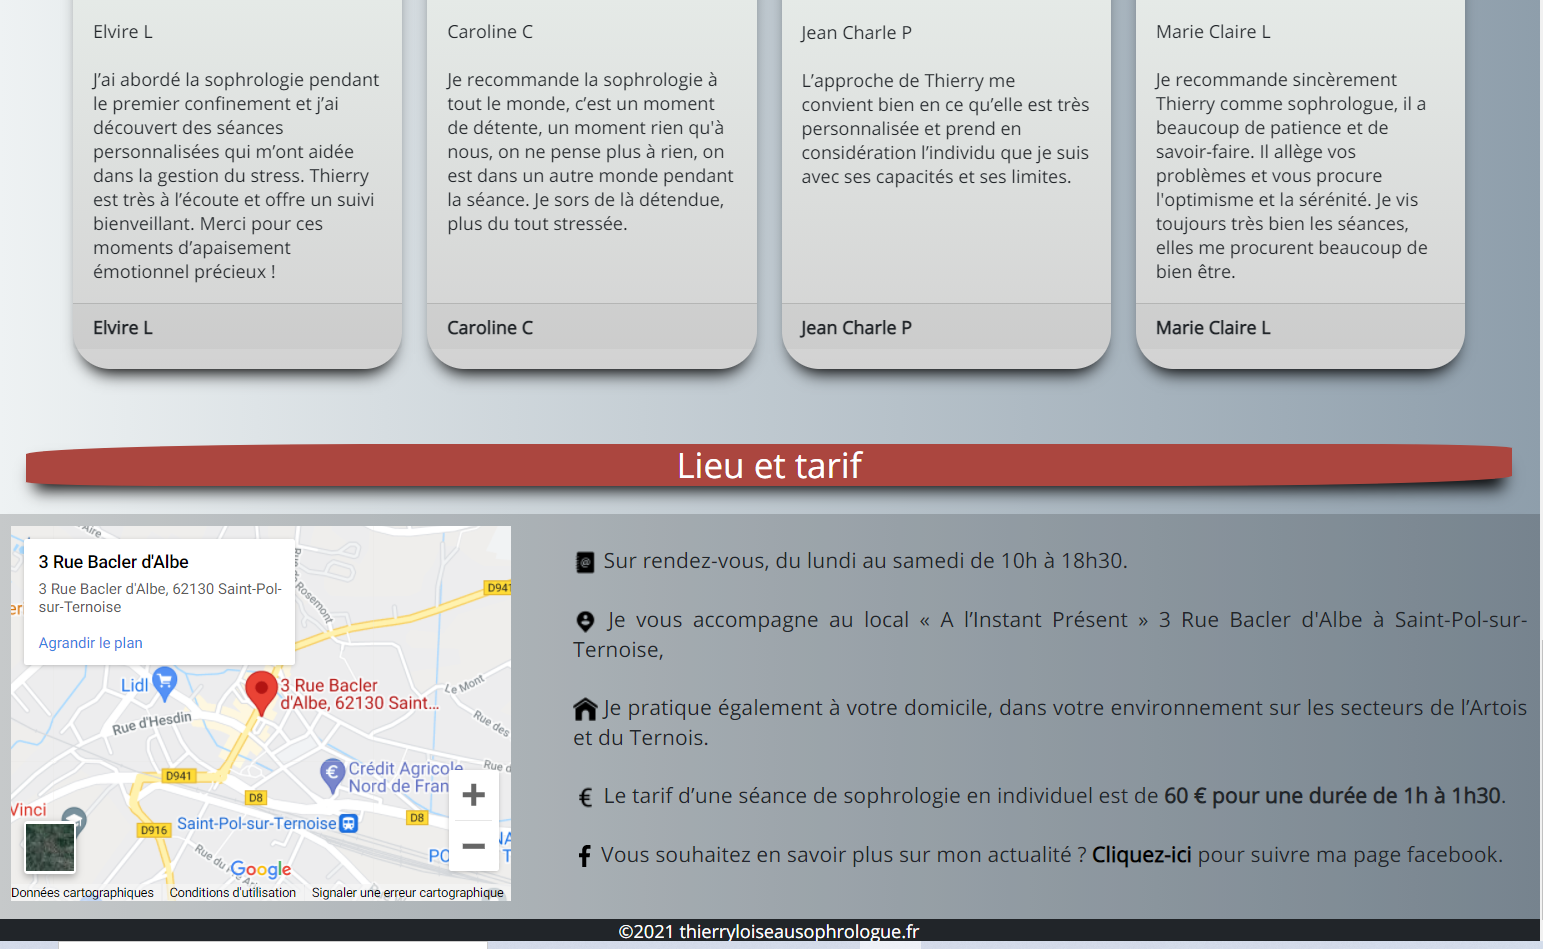 Elvire L
J’ai abordé la sophrologie pendant
le premier confinement et j’ai
découvert des séances
personnalisées qui m’ont aidée
dans la gestion du stress. Thierry
est très à l’écoute et offre un suivi
bienveillant. Merci pour ces
moments d’apaisement
émotionnel précieux !
Elvire L
Caroline C
Je recommande la sophrologie à
tout le monde, c’est un moment
de détente, un moment rien qu'à
nous, on ne pense plus à rien, on
est dans un autre monde pendant
la séance. Je sors de là détendue,
plus du tout stressée.
Caroline C
Jean Charle P
L’approche de Thierry me
convient bien en ce qu’elle est très
personnalisée et prend en
considération l’individu que je suis
avec ses capacités et ses limites.
Jean Charle P
Marie Claire L
Je recommande sincèrement
Thierry comme sophrologue, il a
beaucoup de patience et de
savoir-faire. Il allège vos
problèmes et vous procure
l'optimisme et la sérénité. Je vis
toujours très bien les séances,
elles me procurent beaucoup de
bien être.
Marie Claire L
Lieu et tarif
3 Rue Bacler d'Albe
3 Rue Bacler d'Albe, 62130 Saint-Pol-
sur-Ternoise
Agrandir le plan
Rosemont
D941
Lidl
3 Rue Bacler
d'Albe, 62130 Saint...
Le Mont
Rue d'Hesdin
Rue des
Crédit Agricole
Nord de Fran
Rue d
D941
D8
D8
Vinci
D916
Saint-Pol-sur-Ternoise
Rue du
Google
Données cartographiques
Conditions d'utilisation
Signaler une erreur cartographique
Sur rendez-vous, du lundi au samedi de 10h à 18h30.
Je vous accompagne au local « A l’Instant Présent » 3 Rue Bacler d'Albe à Saint-Pol-sur-
Ternoise,
Je pratique également à votre domicile, dans votre environnement sur les secteurs de l’Artois
et du Ternois.
€ Le tarif d’une séance de sophrologie en individuel est de 60 € pour une durée de 1h à 1h30.
Vous souhaitez en savoir plus sur mon actualité ? Cliquez-ici pour suivre ma page facebook.
©2021 thierryloiseausophrologue.fr